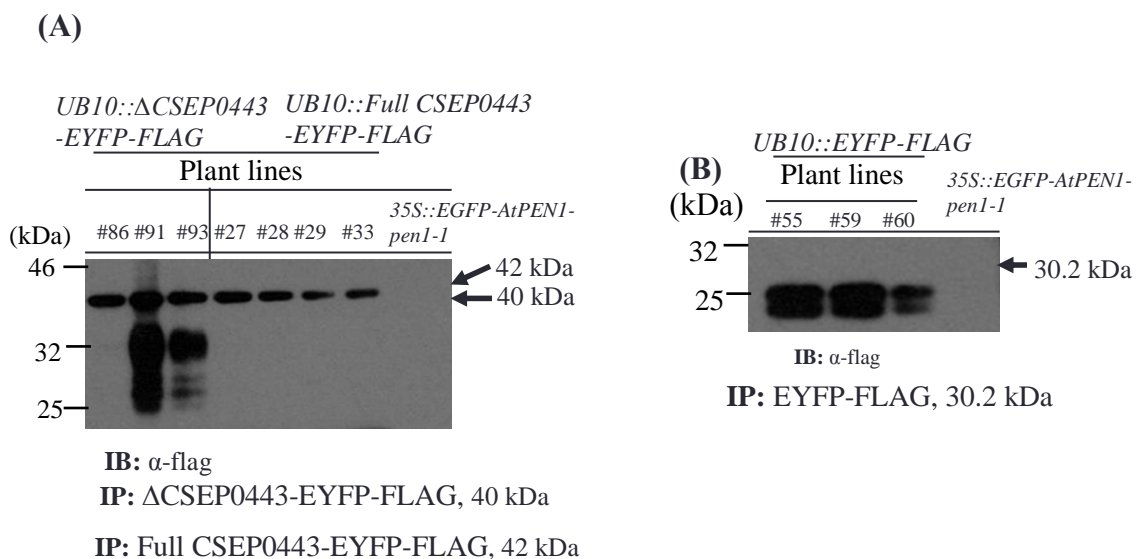 (A)
UB10::ΔCSEP0443
-EYFP-FLAG
UB10::Full CSEP0443
-EYFP-FLAG
Plant lines
(kDa)
#86 #91 #93 #27 #28 #29 #33
35S::EGFP-AtPEN1-
pen1-1
46
32
25
42 kDa
40 kDa
IB: α-flag
IP: ΔCSEP0443-EYFP-FLAG, 40 kDa
IP: Full CSEP0443-EYFP-FLAG, 42 kDa
(B)
UB10::EYFP-FLAG
Plant lines
(kDa)
#55 #59 #60
35S::EGFP-AtPEN1-
pen1-1
32
25
30.2 kDa
IB: α-flag
IP: EYFP-FLAG, 30.2 kDa